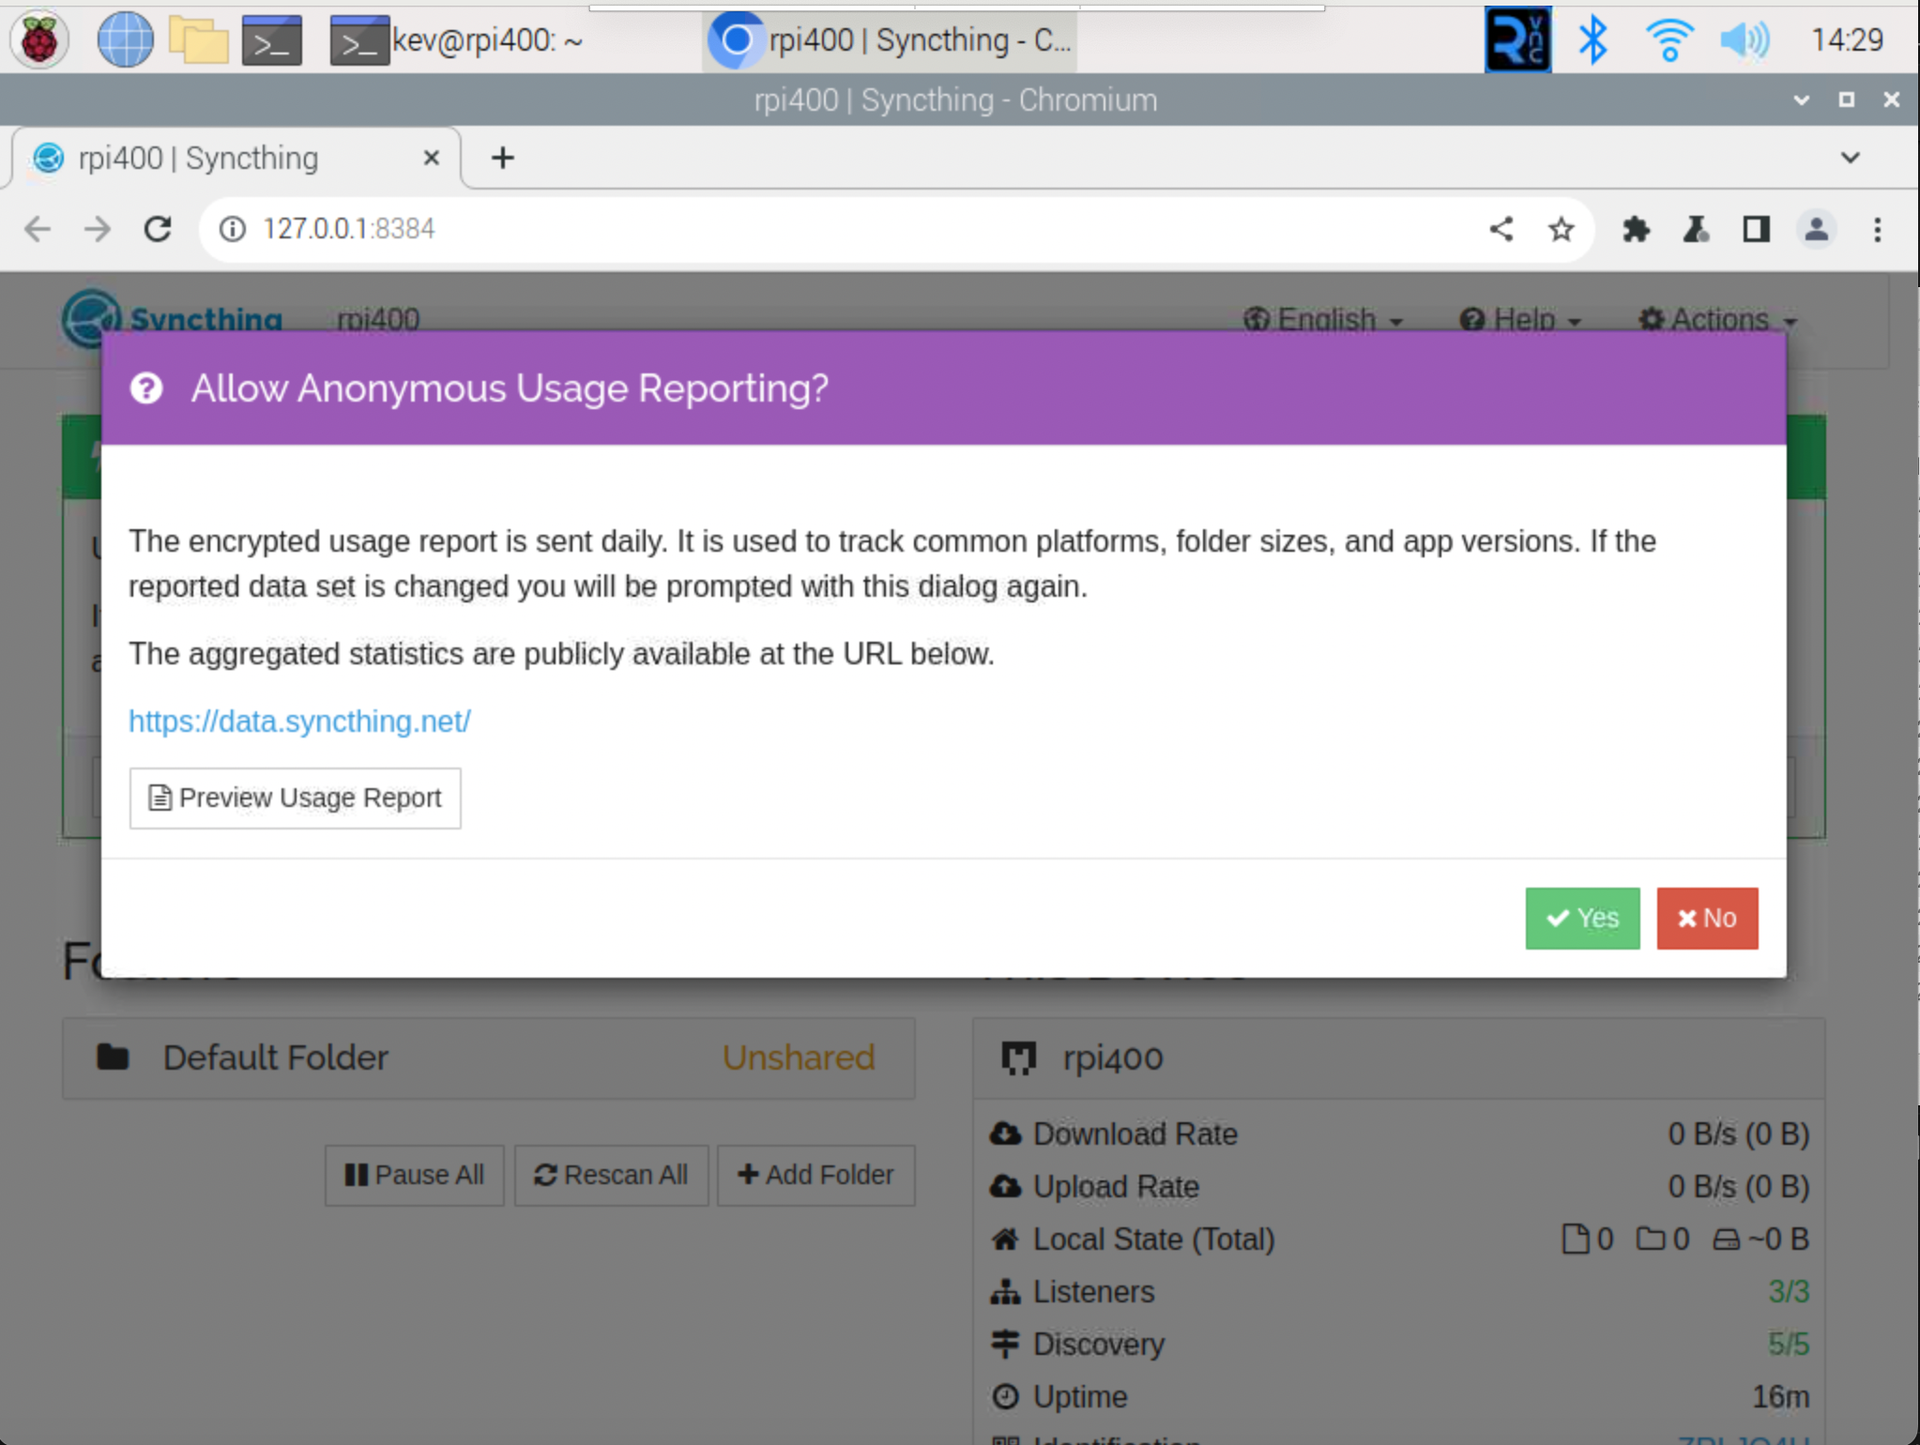 kev@rpi400: ~
rpi400 | Syncthing - C...
VNC
14:29
rpi400 | Syncthing - Chromium
rpi400 | Syncthing
127.0.0.1:8384
Syncthing rpi400 English Help Actions
Allow Anonymous Usage Reporting?
The encrypted usage report is sent daily. It is used to track common platforms, folder sizes, and app versions. If the
reported data set is changed you will be prompted with this dialog again.
The aggregated statistics are publicly available at the URL below.
https://data.syncthing.net/
Preview Usage Report
Yes No
Default Folder Unshared
Pause All Rescan All Add Folder
rpi400
Download Rate 0 B/s (0 B)
Upload Rate 0 B/s (0 B)
Local State (Total) 0 0 ~0 B
Listeners 3/3
Discovery 5/5
Uptime 16m
Identification